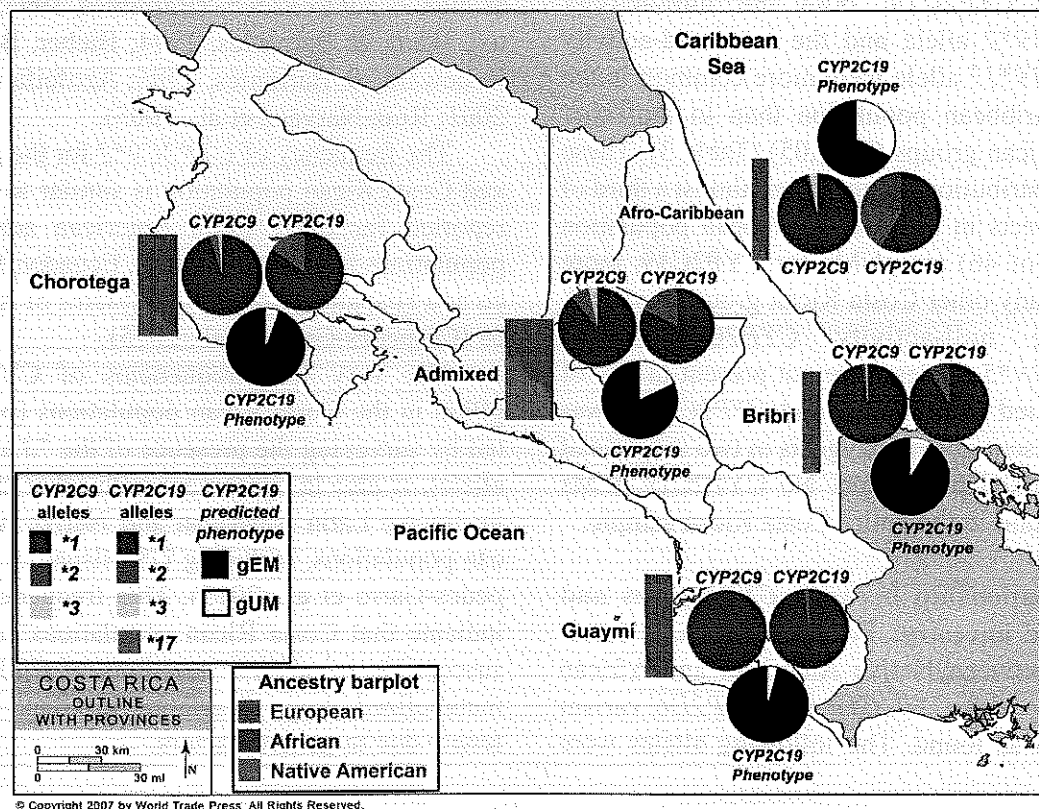 Caribbean
Sea
CYP2C19
Phenotype
Afro-Caribbean
CYP2C9
CYP2C19
CYP2C9
CYP2C19
Chorotega
CYP2C19
Phenotype
CYP2C9
CYP2C19
Admixed
CYP2C19
Phenotype
CYP2C9
CYP2C19
Bribri
CYP2C19
Phenotype
Pacific Ocean
CYP2C9
CYP2C19
Guaymí
CYP2C19
Phenotype
CYP2C9
alleles
*1
*2
*3
CYP2C19
alleles
*1
*2
*3
*17
CYP2C19
predicted
phenotype
gEM
gUM
COSTA RICA
OUTLINE
WITH PROVINCES
0 30 km
0 30 mi
N
Ancestry barplot
European
African
Native American
© Copyright 2007 by World Trade Press. All Rights Reserved.